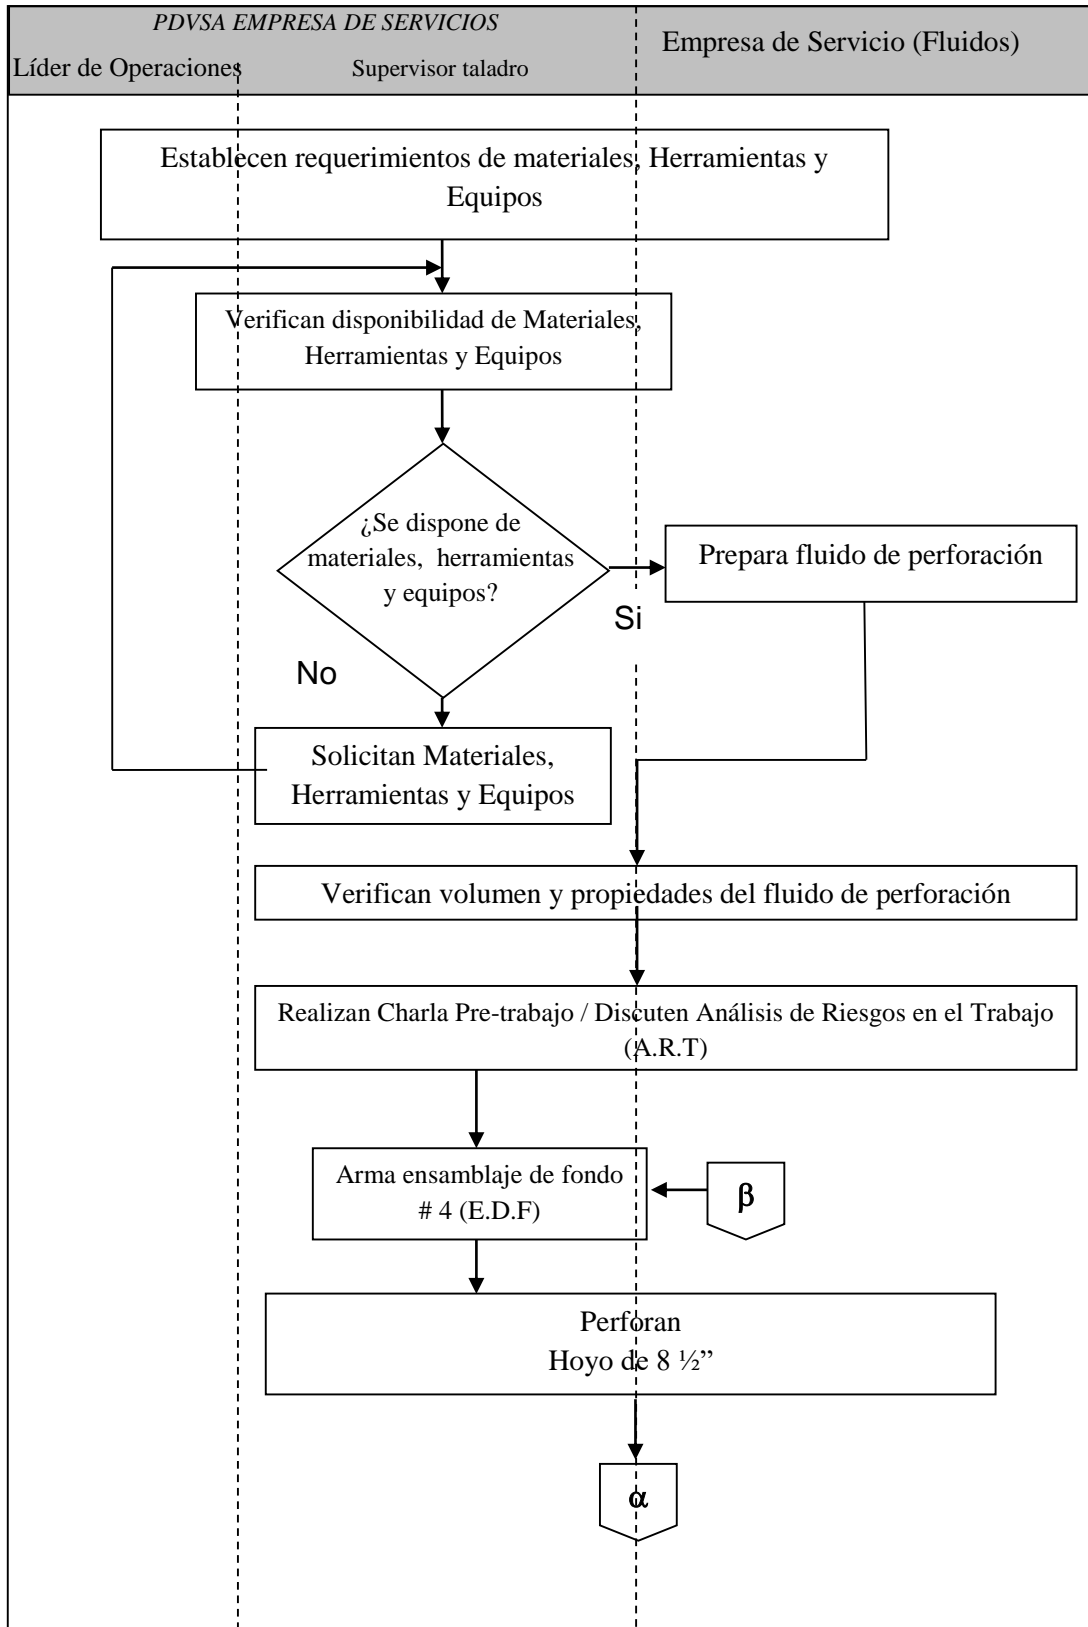 PDVSA EMPRESA DE SERVICIOS
Empresa de Servicio (Fluidos)
Líder de Operaciones
Supervisor taladro
Establecen requerimientos de materiales, Herramientas y
Equipos
Verifican disponibilidad de Materiales,
Herramientas y Equipos
¿Se dispone de
materiales, herramientas
y equipos?
Prepara fluido de perforación
Si
No
Solicitan Materiales,
Herramientas y Equipos
Verifican volumen y propiedades del fluido de perforación
Realizan Charla Pre-trabajo / Discuten Análisis de Riesgos en el Trabajo
(A.R.T)
Arma ensamblaje de fondo
# 4 (E.D.F)
β
Perforan
Hoyo de 8 ½”
α